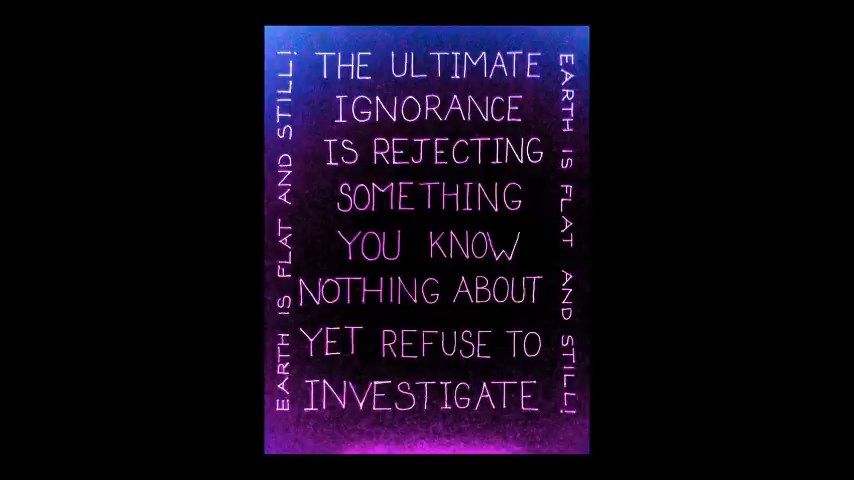 THE ULTIMATE
IGNORANCE
IS REJECTING
SOMETHING
YOU KNOW
NOTHING ABOUT
YET REFUSE TO
INVESTIGATE
EARTH IS FLAT AND STILL!
EARTH IS FLAT AND STILL!